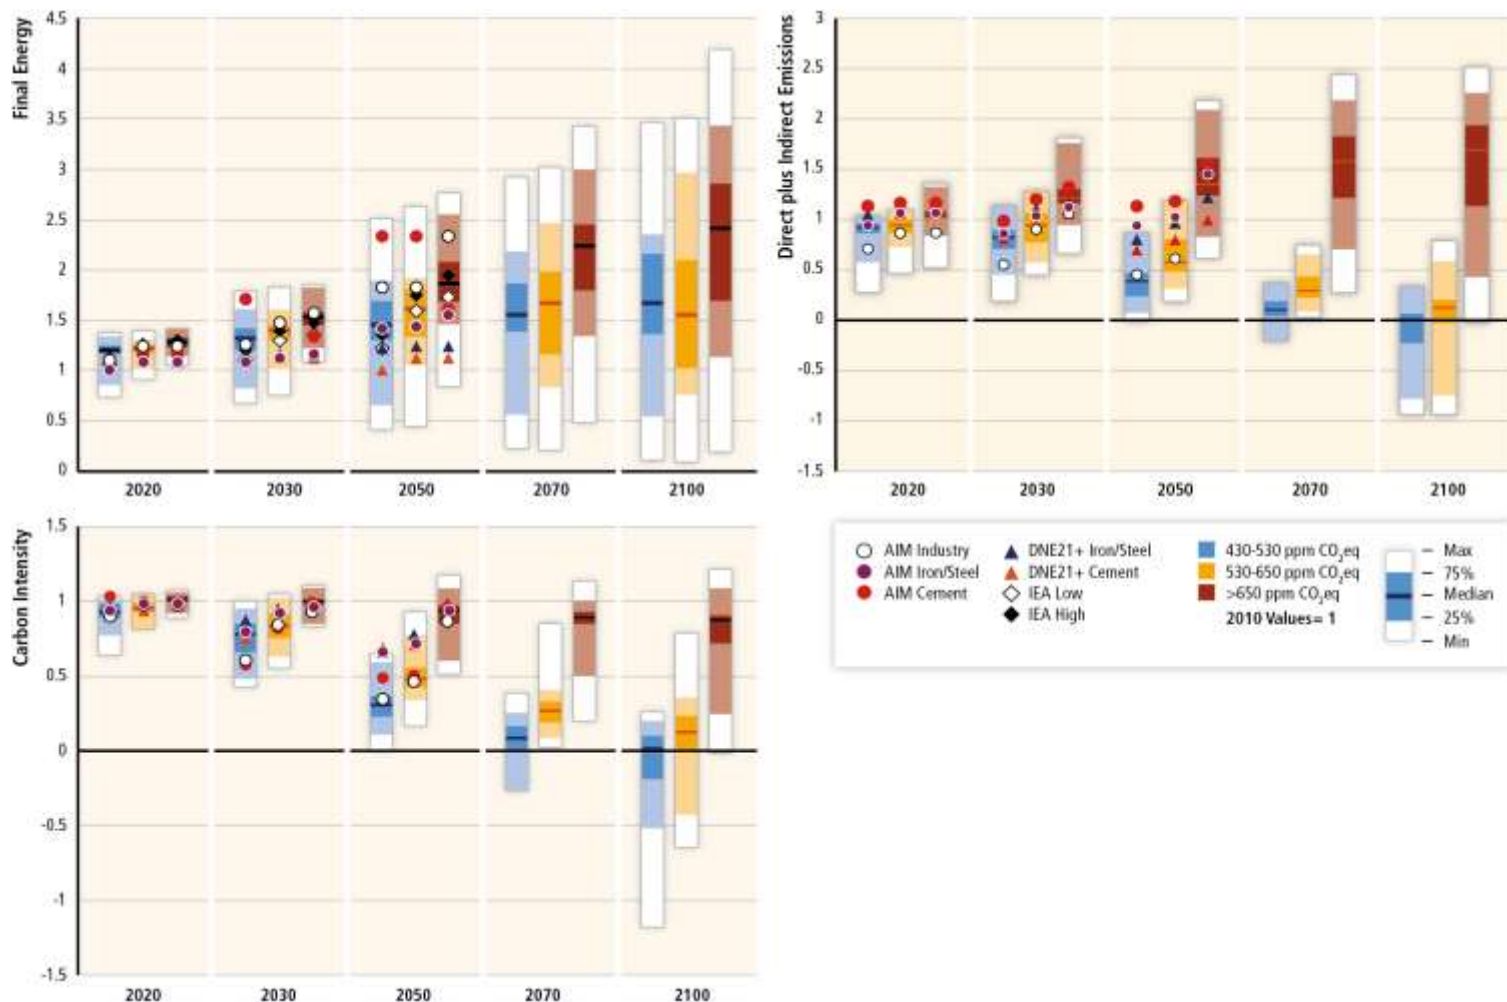 Final Energy
4.5
4
3.5
3
2.5
2
1.5
1
0.5
0
2020 2030 2050 2070 2100
Direct plus Indirect Emissions
3
2.5
2
1.5
1
0.5
0
-0.5
-1
-1.5
2020 2030 2050 2070 2100
Carbon Intensity
1.5
1
0.5
0
-0.5
-1
-1.5
2020 2030 2050 2070 2100
AIM Industry DNE21+ Iron/Steel 430-530 ppm CO₂eq Max
AIM Iron/Steel DNE21+ Cement 530-650 ppm CO₂eq 75%
AIM Cement IEA Low >650 ppm CO₂eq Median
IEA High 2010 Values= 1 25%
Min